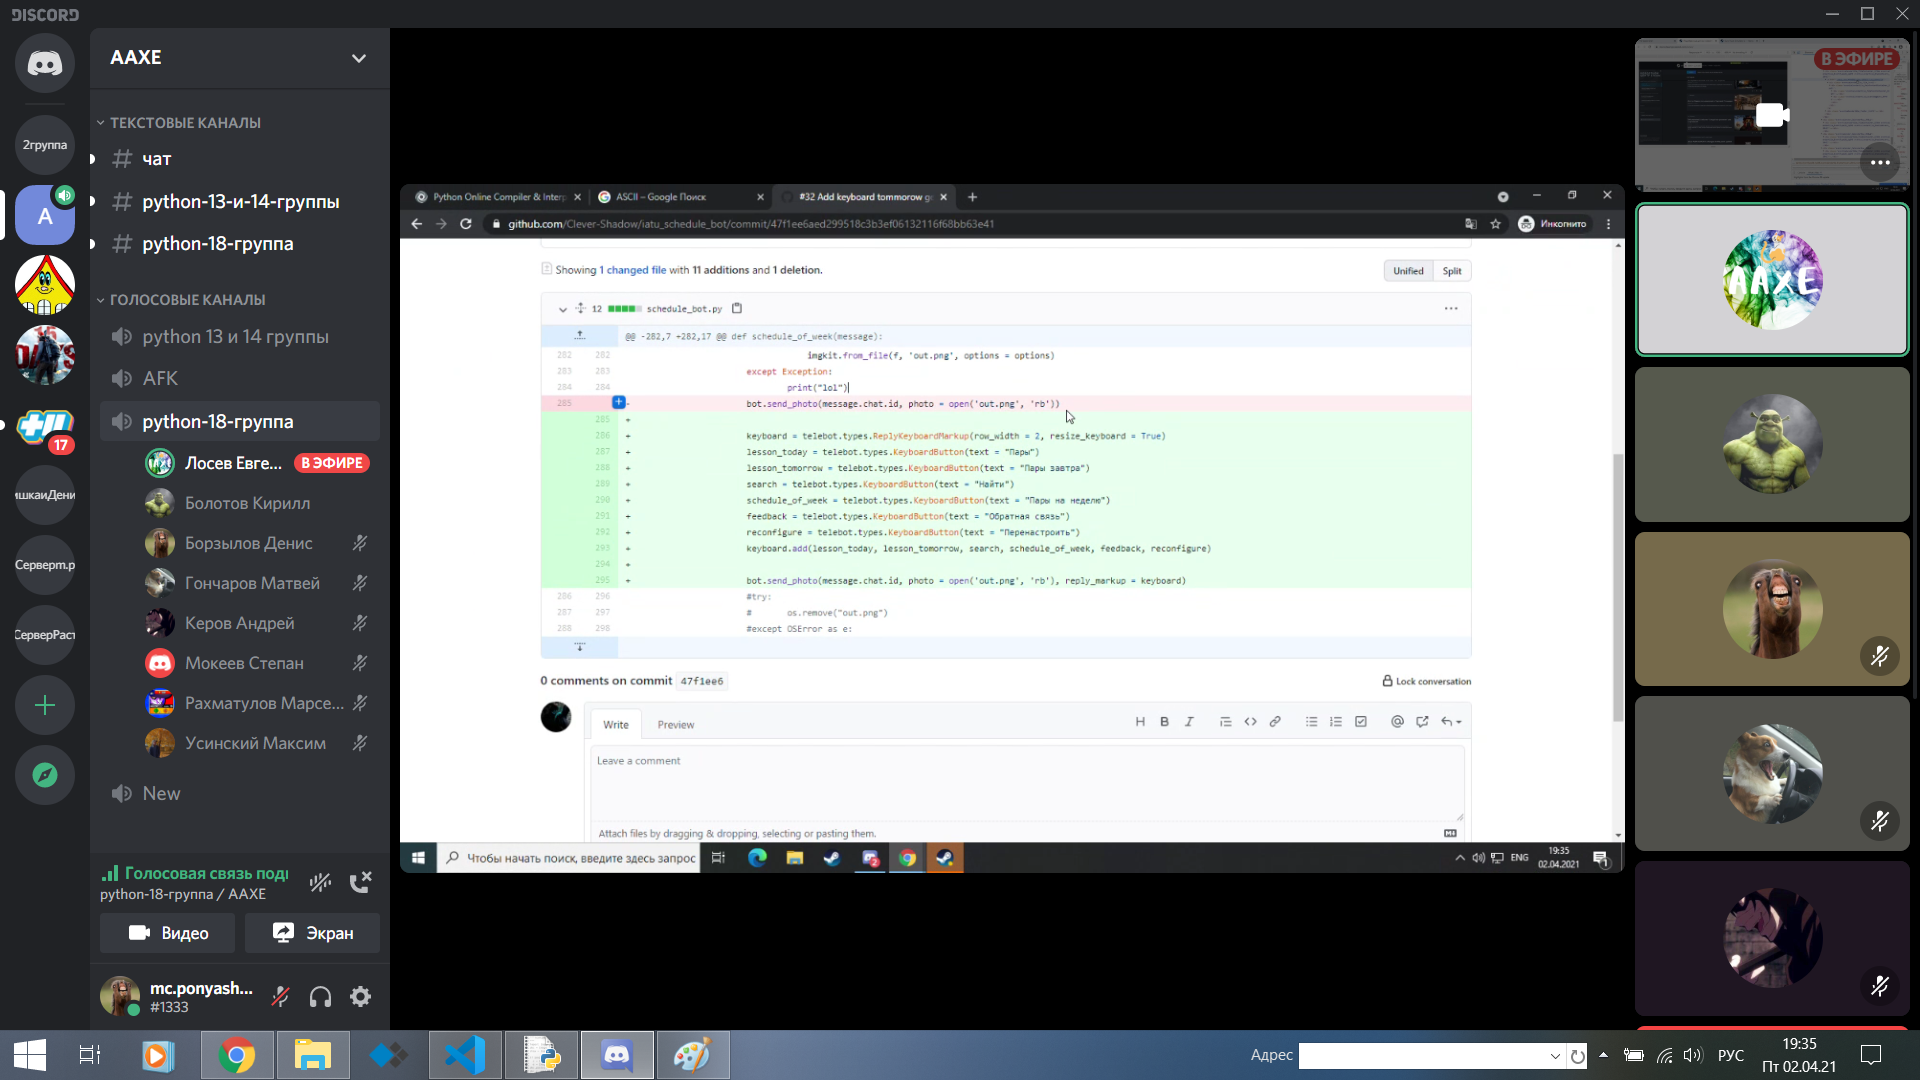 DISCORD
AAXE
2группа
A
17
ишкаиДени
Серверm.p
СерверРаст
ТЕКСТОВЫЕ КАНАЛЫ
# чат
# python-13-и-14-группы
# python-18-группа
ГОЛОСОВЫЕ КАНАЛЫ
python 13 и 14 группы
AFK
python-18-группа
Лосев Евге... В ЭФИРЕ
Болотов Кирилл
Борзылов Денис
Гончаров Матвей
Керов Андрей
Мокеев Степан
Рахматулов Марсе...
Усинский Максим
New
Голосовая связь подк
python-18-группа / AAXE
Видео
Экран
mc.ponyash...
#1333
Python Online Compiler & Interp
ASCII – Google Поиск
#32 Add keyboard tommorow ge
github.com/Clever-Shadow/iatu_schedule_bot/commit/47f1ee6aed299518c3b3ef06132116f68bb63e41
Инкогнито
Showing 1 changed file with 11 additions and 1 deletion.
Unified Split
12 schedule_bot.py
@@ -282,7 +282,17 @@ def schedule_of_week(message):
282 282 imgkit.from_file(f, 'out.png', options = options)
283 283 except Exception:
284 284 print("lol")
285 - bot.send_photo(message.chat.id, photo = open('out.png', 'rb'))
285 +
286 + keyboard = telebot.types.ReplyKeyboardMarkup(row_width = 2, resize_keyboard = True)
287 + lesson_today = telebot.types.KeyboardButton(text = "Пары")
288 + lesson_tomorrow = telebot.types.KeyboardButton(text = "Пары завтра")
289 + search = telebot.types.KeyboardButton(text = "Найти")
290 + schedule_of_week = telebot.types.KeyboardButton(text = "Пары на неделю")
291 + feedback = telebot.types.KeyboardButton(text = "Обратная связь")
292 + reconfigure = telebot.types.KeyboardButton(text = "Перенастроить")
293 + keyboard.add(lesson_today, lesson_tomorrow, search, schedule_of_week, feedback, reconfigure)
294 +
295 + bot.send_photo(message.chat.id, photo = open('out.png', 'rb'), reply_markup = keyboard)
286 296 #try:
287 297 # os.remove("out.png")
288 298 #except OSError as e:
0 comments on commit 47f1ee6
Lock conversation
Write Preview
Leave a comment
Attach files by dragging & dropping, selecting or pasting them.
Чтобы начать поиск, введите здесь запрос
ENG
19:35
02.04.2021
В ЭФИРЕ
AAXE
Адрес
РУС
19:35
Пт 02.04.21